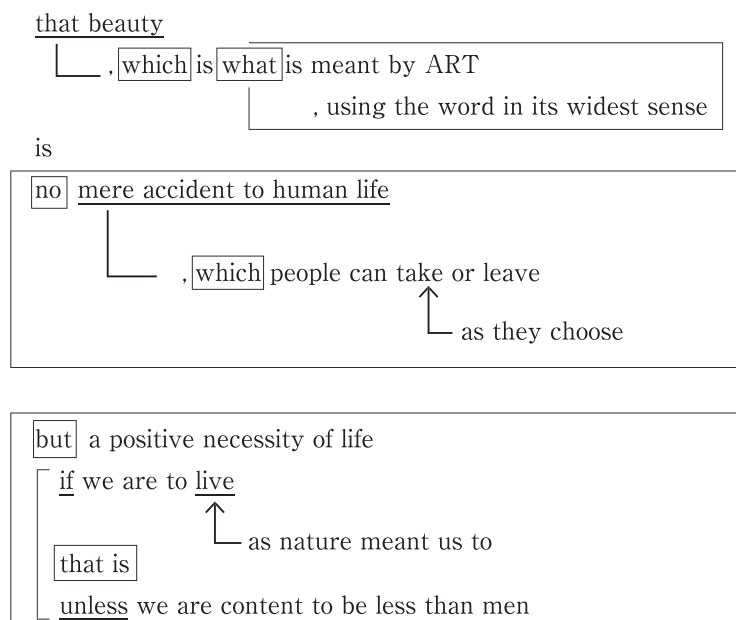 that beauty
, which is what is meant by ART
, using the word in its widest sense
is
no mere accident to human life
, which people can take or leave
as they choose
but a positive necessity of life
if we are to live
as nature meant us to
that is
unless we are content to be less than men